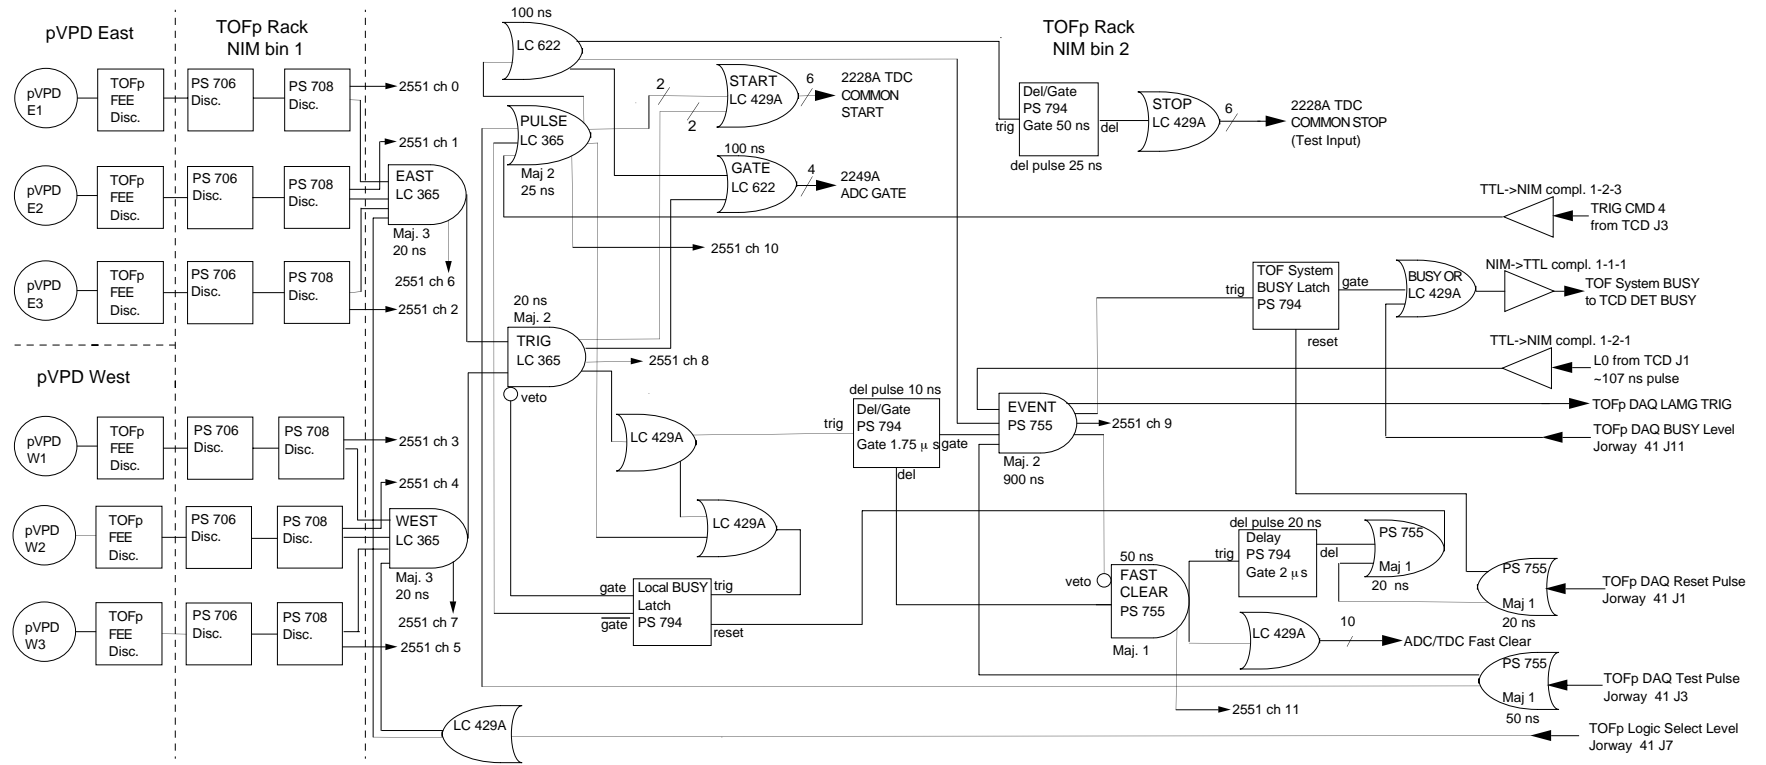 pVPD East
TOFp Rack
NIM bin 1
TOFp Rack
NIM bin 2
pVPD
E1
TOFp
FEE
Disc.
PS 706
Disc.
PS 708
Disc.
2551 ch 0
2551 ch 1
pVPD
E2
TOFp
FEE
Disc.
PS 706
Disc.
PS 708
Disc.
EAST
LC 365
Maj. 3
20 ns
2551 ch 6
pVPD
E3
TOFp
FEE
Disc.
PS 706
Disc.
PS 708
Disc.
2551 ch 2
pVPD West
pVPD
W1
TOFp
FEE
Disc.
PS 706
Disc.
PS 708
Disc.
2551 ch 3
2551 ch 4
pVPD
W2
TOFp
FEE
Disc.
PS 706
Disc.
PS 708
Disc.
WEST
LC 365
Maj. 3
20 ns
2551 ch 7
pVPD
W3
TOFp
FEE
Disc.
PS 706
Disc.
PS 708
Disc.
2551 ch 5
LC 429A
100 ns
LC 622
PULSE
LC 365
Maj 2
25 ns
2
2
START
LC 429A
6
2228A TDC
COMMON
START
100 ns
GATE
LC 622
4
2249A
ADC GATE
2551 ch 10
20 ns
Maj. 2
TRIG
LC 365
veto
2551 ch 8
LC 429A
LC 429A
gate
gate
Local BUSY
Latch
PS 794
trig
reset
del pulse 10 ns
trig
Del/Gate
PS 794
Gate 1.75 μ s
gate
del
EVENT
PS 755
Maj. 2
900 ns
2551 ch 9
trig
Del/Gate
PS 794
Gate 50 ns
del
del pulse 25 ns
STOP
LC 429A
6
2228A TDC
COMMON STOP
(Test Input)
TTL->NIM compl. 1-2-3
TRIG CMD 4
from TCD J3
trig
TOF System
BUSY Latch
PS 794
gate
reset
BUSY OR
LC 429A
NIM->TTL compl. 1-1-1
TOF System BUSY
to TCD DET BUSY
TTL->NIM compl. 1-2-1
L0 from TCD J1
~107 ns pulse
TOFp DAQ LAMG TRIG
TOFp DAQ BUSY Level
Jorway 41 J11
50 ns
veto
FAST
CLEAR
PS 755
Maj. 1
2551 ch 11
del pulse 20 ns
trig
Delay
PS 794
Gate 2 μs
del
PS 755
Maj 1
20 ns
LC 429A
10
ADC/TDC Fast Clear
PS 755
Maj 1
20 ns
TOFp DAQ Reset Pulse
Jorway 41 J1
PS 755
Maj 1
50 ns
TOFp DAQ Test Pulse
Jorway 41 J3
TOFp Logic Select Level
Jorway 41 J7